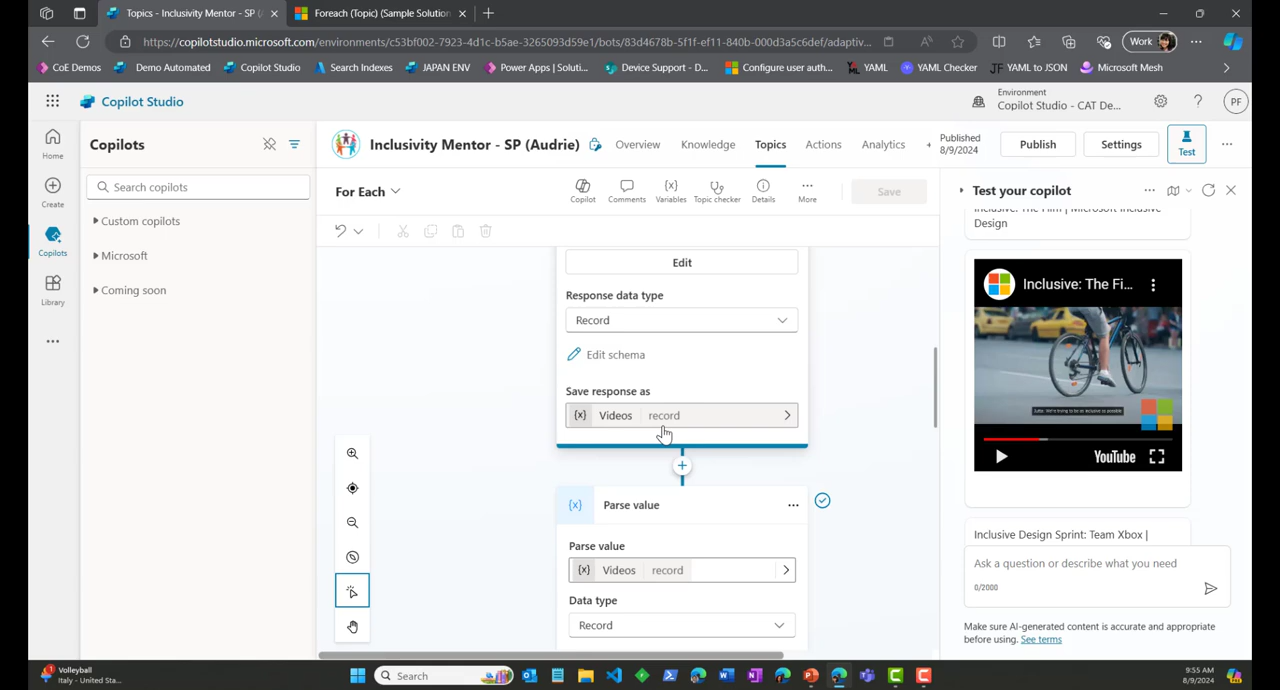 Topics - Inclusivity Mentor - SP (
Foreach (Topic) (Sample Solution
https://copilotstudio.microsoft.com/environments/c53bf002-7923-4d1c-b5ae-3265093d59e1/bots/83d4678b-5f1f-ef11-840b-000d3a5c6def/adaptiv...
Work
CoE Demos
Demo Automated
Copilot Studio
Search Indexes
JAPAN ENV
Power Apps | Soluti...
Device Support - D...
Configure user auth...
YAML
YAML Checker
YAML to JSON
Microsoft Mesh
Copilot Studio
Environment
Copilot Studio - CAT De...
PF
Home
Create
Copilots
Library
Copilots
Search copilots
Custom copilots
Microsoft
Coming soon
Inclusivity Mentor - SP (Audrie)
Overview
Knowledge
Topics
Actions
Analytics
Published
8/9/2024
Publish
Settings
Test
For Each
Copilot
Comments
Variables
Topic checker
Details
More
Save
Edit
Response data type
Record
Edit schema
Save response as
{x} Videos record
{x} Parse value
Parse value
{x} Videos record
Data type
Record
Test your copilot
Inclusive: The Film | Microsoft Inclusive
Design
Inclusive: The Fi...
YouTube
Inclusive Design Sprint: Team Xbox |
Ask a question or describe what you need
0/2000
Make sure AI-generated content is accurate and appropriate
before using. See terms
1
Volleyball
Italy - United Sta...
Search
9:55 AM
8/9/2024